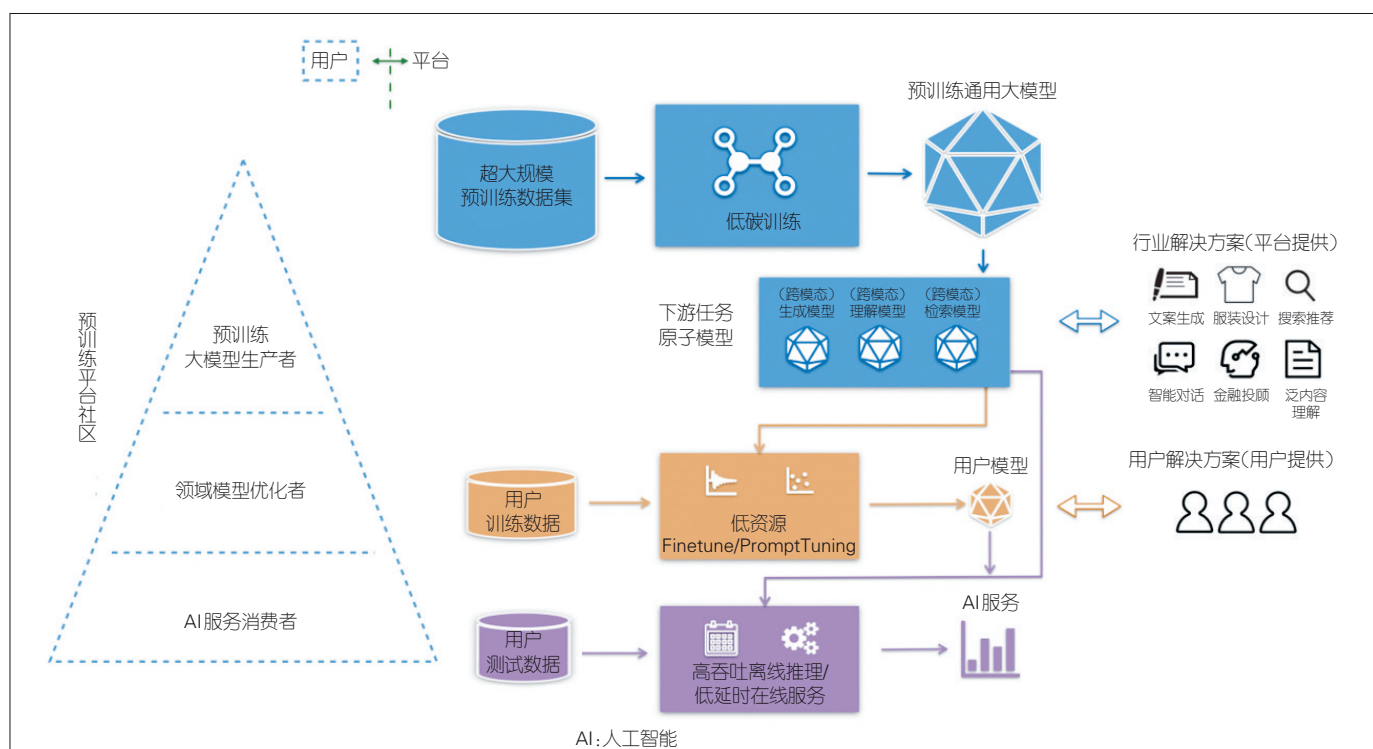 用户
平台
预训练通用大模型
超大规模
预训练数据集
低碳训练
行业解决方案(平台提供)
下游任务
原子模型
(跨模态)
生成模型
(跨模态)
理解模型
(跨模态)
检索模型
文案生成
服装设计
搜索推荐
智能对话
金融投顾
泛内容
理解
预训练平台社区
预训练
大模型生产者
领域模型优化者
AI服务消费者
用户
训练数据
低资源
Finetune/PromptTuning
用户模型
用户解决方案(用户提供)
用户
测试数据
高吞吐离线推理/
低延时在线服务
AI服务
AI:人工智能